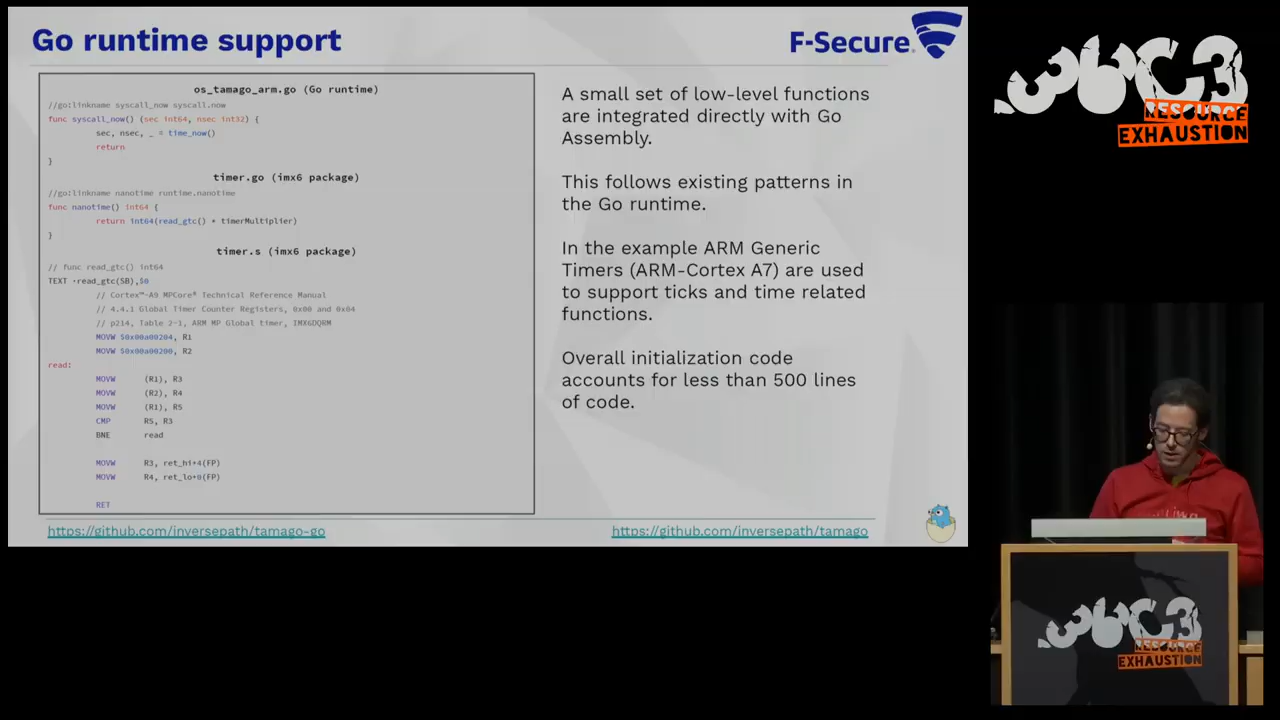 Go runtime support
F-Secure.
os_tamago_arm.go (Go runtime)
//go:linkname syscall_now syscall.now
func syscall_now() (sec int64, nsec int32) {
sec, nsec, _ = time_now()
return
}
timer.go (imx6 package)
//go:linkname nanotime runtime.nanotime
func nanotime() int64 {
return int64(read_gtc() * timerMultiplier)
}
timer.s (imx6 package)
// func read_gtc() int64
TEXT ·read_gtc(SB),$0
// Cortex™-A9 MPCore® Technical Reference Manual
// 4.4.1 Global Timer Counter Registers, 0x00 and 0x04
// p214, Table 2-1, ARM MP Global timer, IMX6DQRM
MOVW $0x00a00204, R1
MOVW $0x00a00200, R2
read:
MOVW (R1), R3
MOVW (R2), R4
MOVW (R1), R5
CMP R5, R3
BNE read
MOVW R3, ret_hi+4(FP)
MOVW R4, ret_lo+0(FP)
RET
A small set of low-level functions
are integrated directly with Go
Assembly.
This follows existing patterns in
the Go runtime.
In the example ARM Generic
Timers (ARM-Cortex A7) are used
to support ticks and time related
functions.
Overall initialization code
accounts for less than 500 lines
of code.
https://github.com/inversepath/tamago-go
https://github.com/inversepath/tamago
36C3
RESOURCE
EXHAUSTION
36C3
RESOURCE
EXHAUSTION